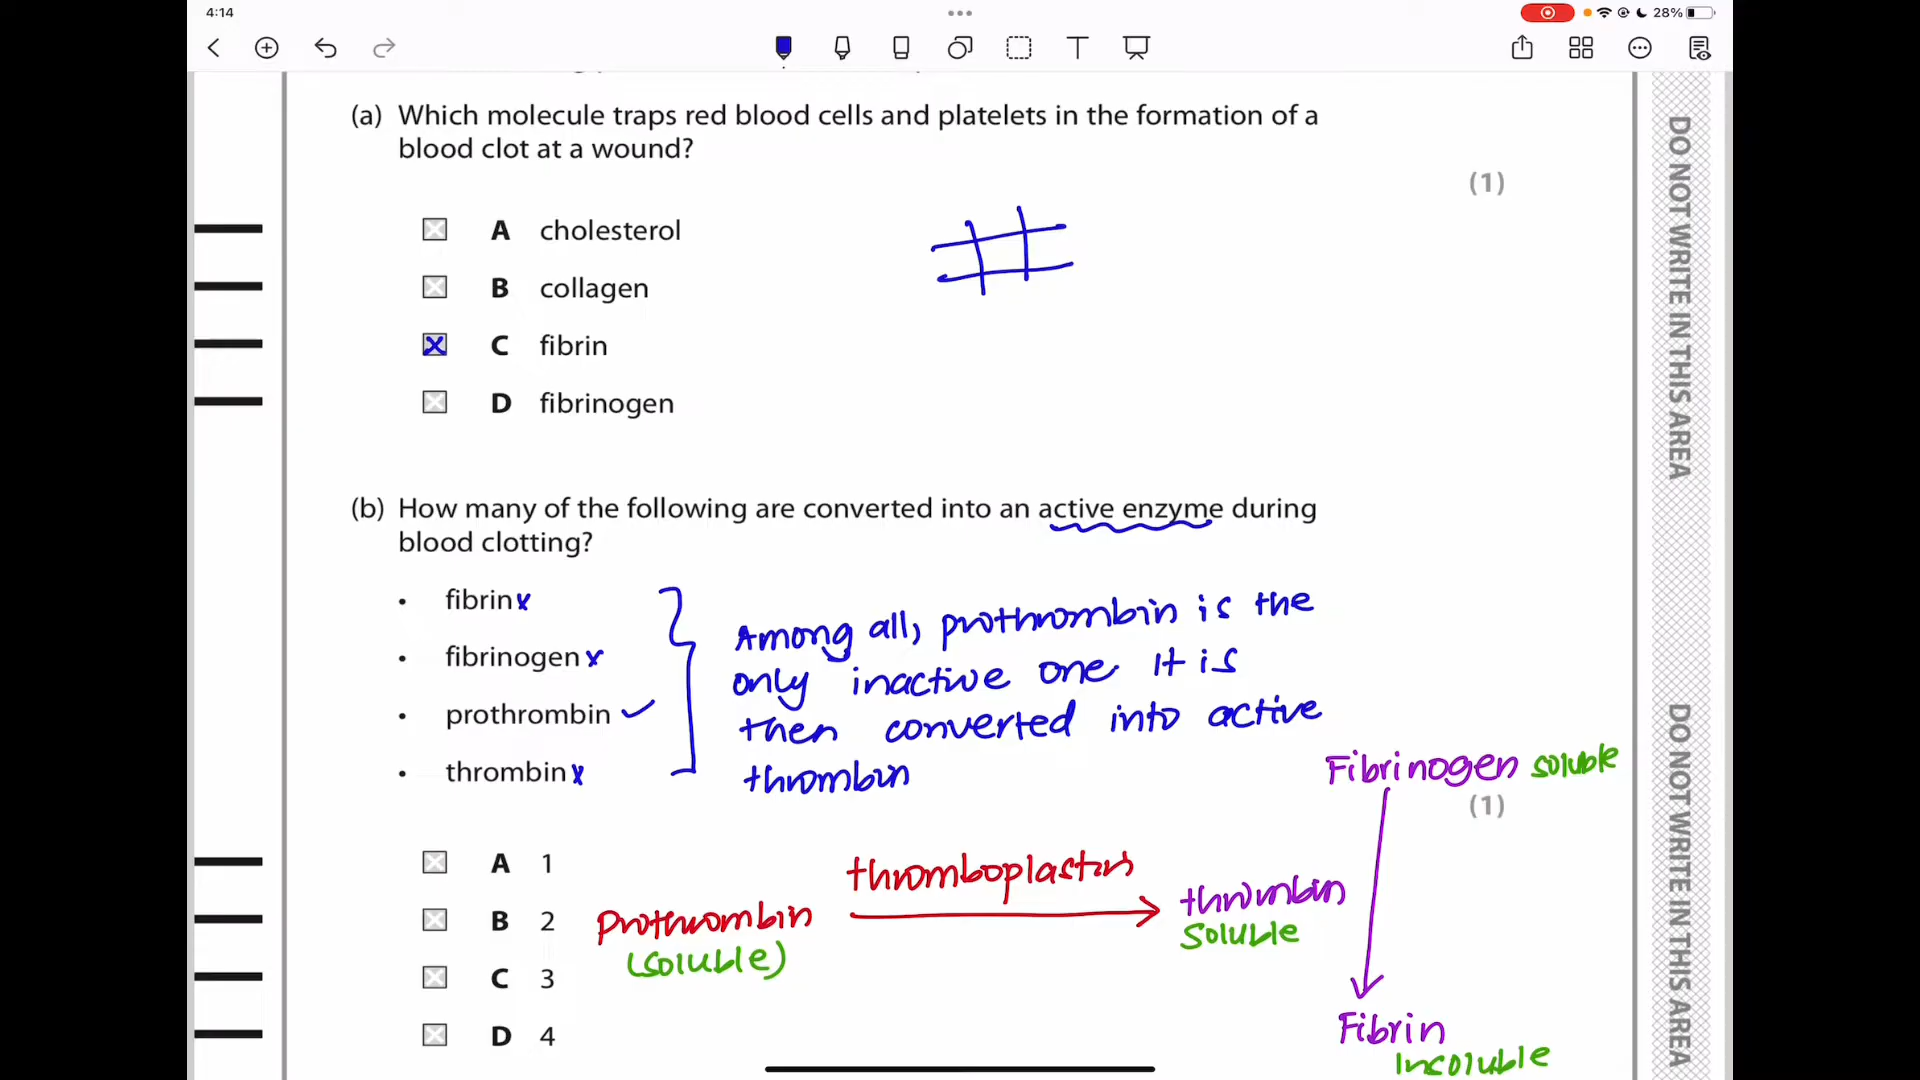 4:14
28%
(a) Which molecule traps red blood cells and platelets in the formation of a
blood clot at a wound?
(1)
A cholesterol
B collagen
C fibrin
D fibrinogen
(b) How many of the following are converted into an active enzyme during
blood clotting?
• fibrin x
• fibrinogen x
• prothrombin ✓
• thrombin x
Among all, prothrombin is the
only inactive one. It is
then converted into active
thrombin
(1)
A 1
B 2
C 3
D 4
Prothrombin
(soluble)
thromboplastin
thrombin
soluble
Fibrinogen soluble
Fibrin
Insoluble
DO NOT WRITE IN THIS AREA
DO NOT WRITE IN THIS AREA